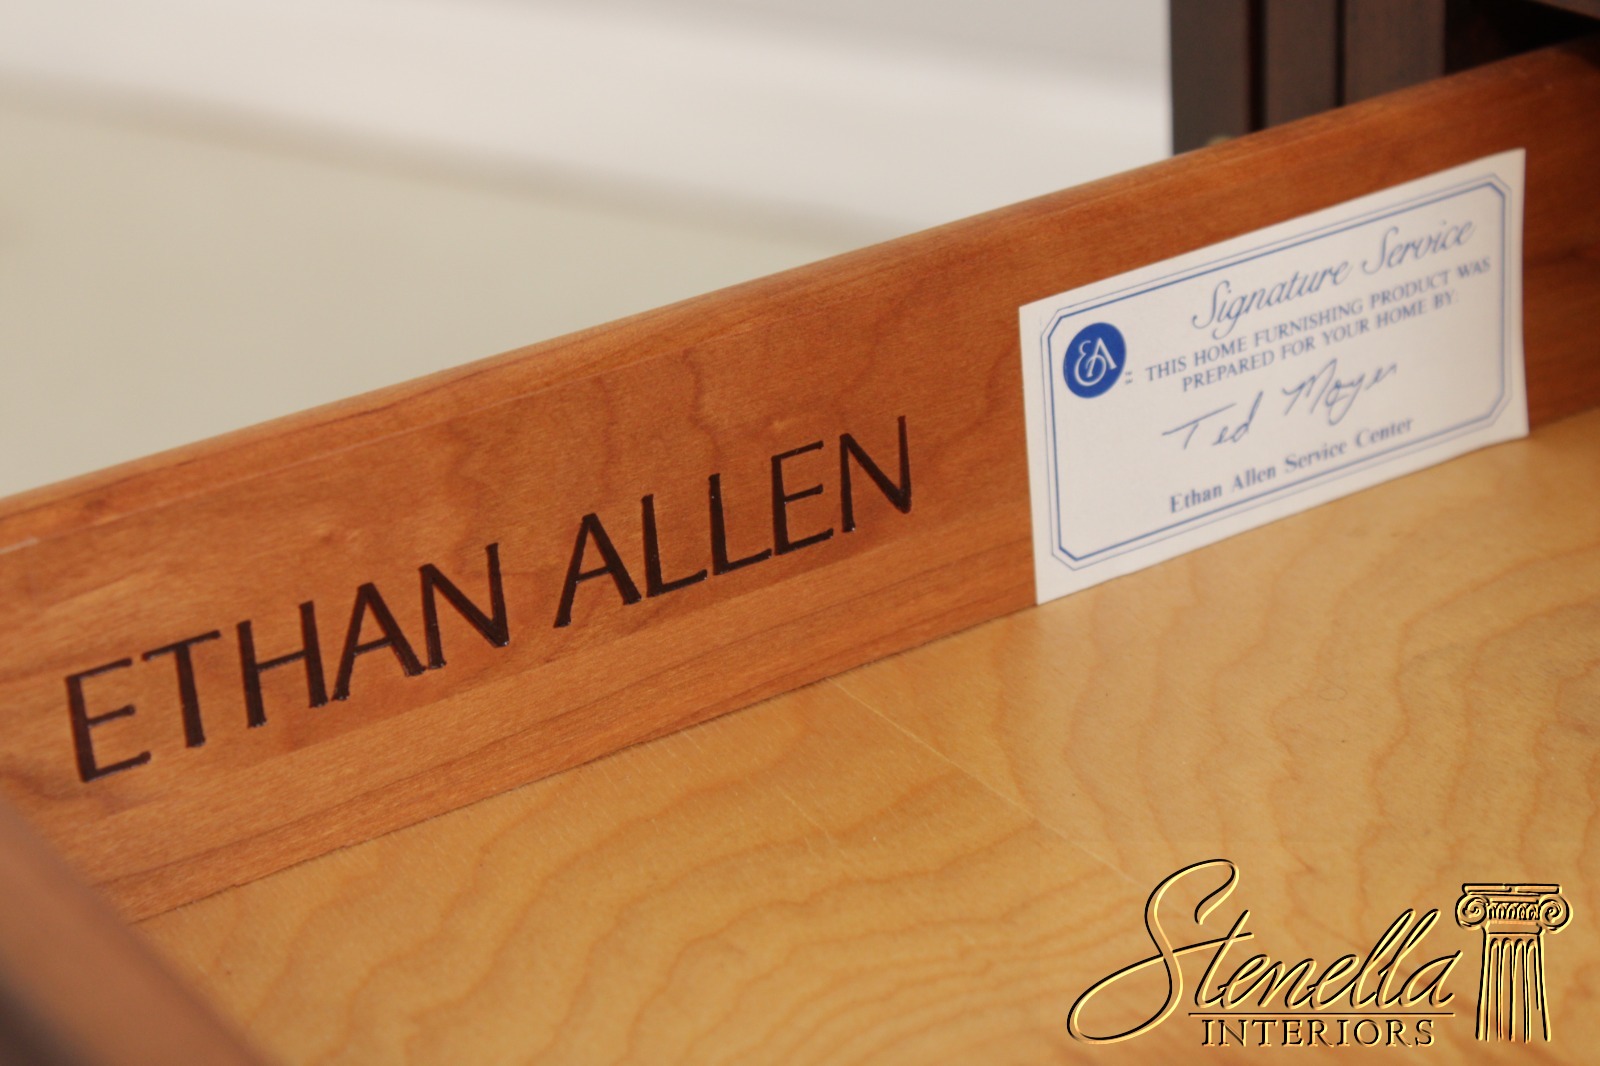 ETHAN ALLEN
Signature Service
EA
THIS HOME FURNISHING PRODUCT WAS
PREPARED FOR YOUR HOME BY:
Ted Moyer
Ethan Allen Service Center
Stenella
INTERIORS